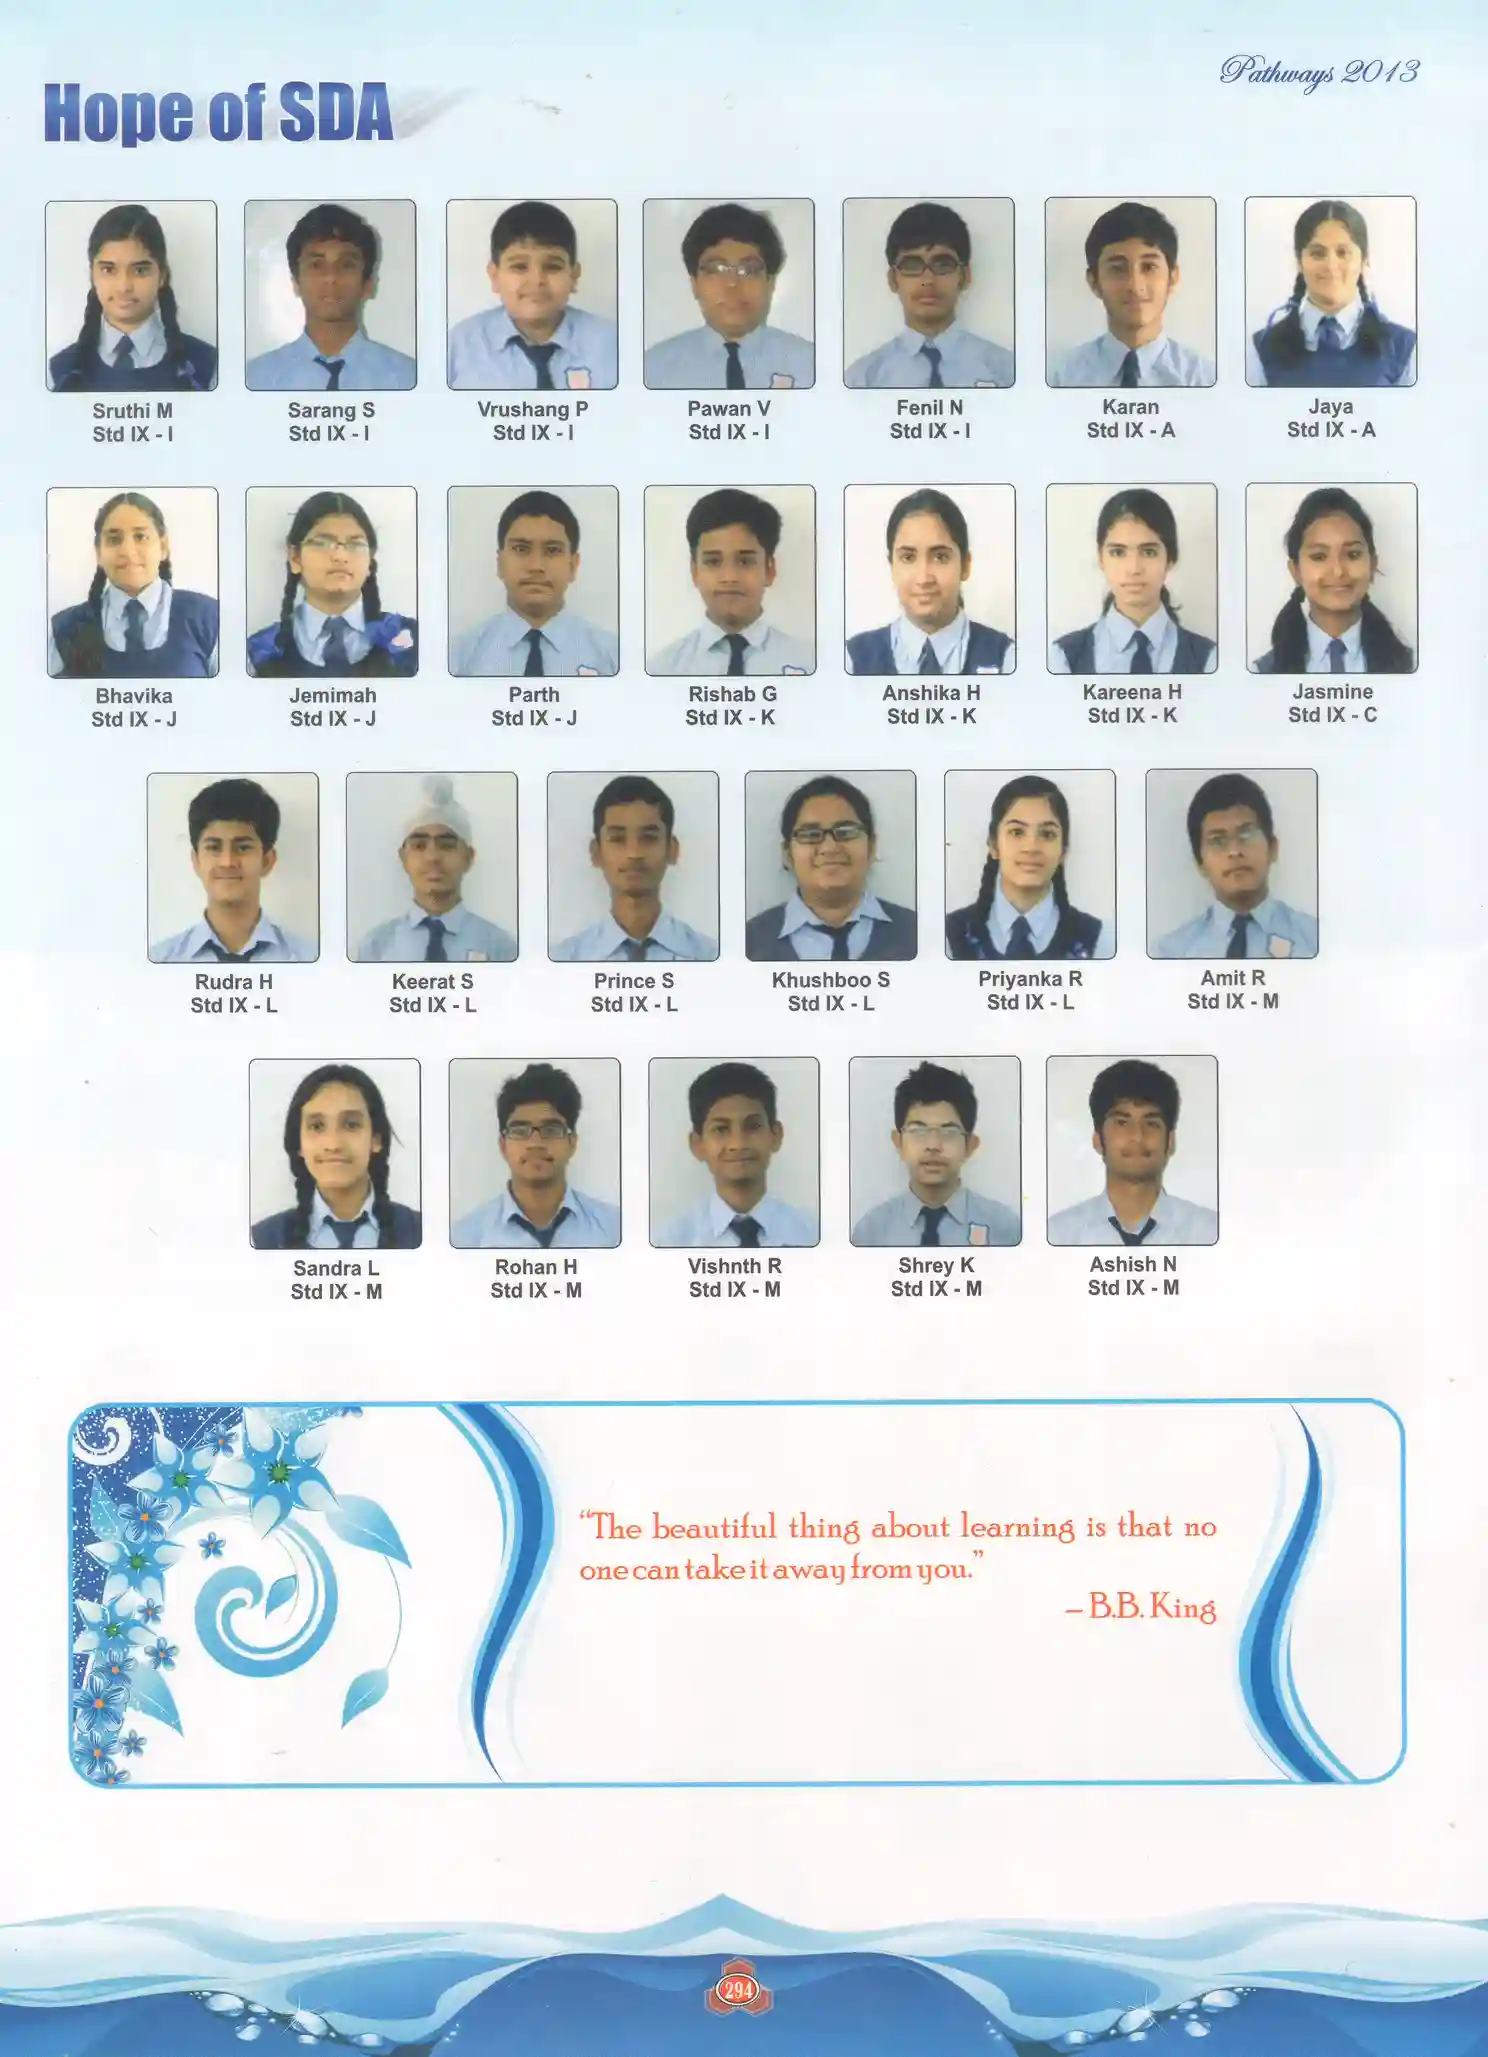 Pathways 2013
Hope of SDA
Sruthi M
Std IX - I
Sarang S
Std IX - I
Vrushang P
Std IX - I
Pawan V
Std IX - I
Fenil N
Std IX - I
Karan
Std IX - A
Jaya
Std IX - A
Bhavika
Std IX - J
Jemimah
Std IX - J
Parth
Std IX - J
Rishab G
Std IX - K
Anshika H
Std IX - K
Kareena H
Std IX - K
Jasmine
Std IX - C
Rudra H
Std IX - L
Keerat S
Std IX - L
Prince S
Std IX - L
Khushboo S
Std IX - L
Priyanka R
Std IX - L
Amit R
Std IX - M
Sandra L
Std IX - M
Rohan H
Std IX - M
Vishnth R
Std IX - M
Shrey K
Std IX - M
Ashish N
Std IX - M
“The beautiful thing about learning is that no
one can take it away from you.”
– B.B. King
294